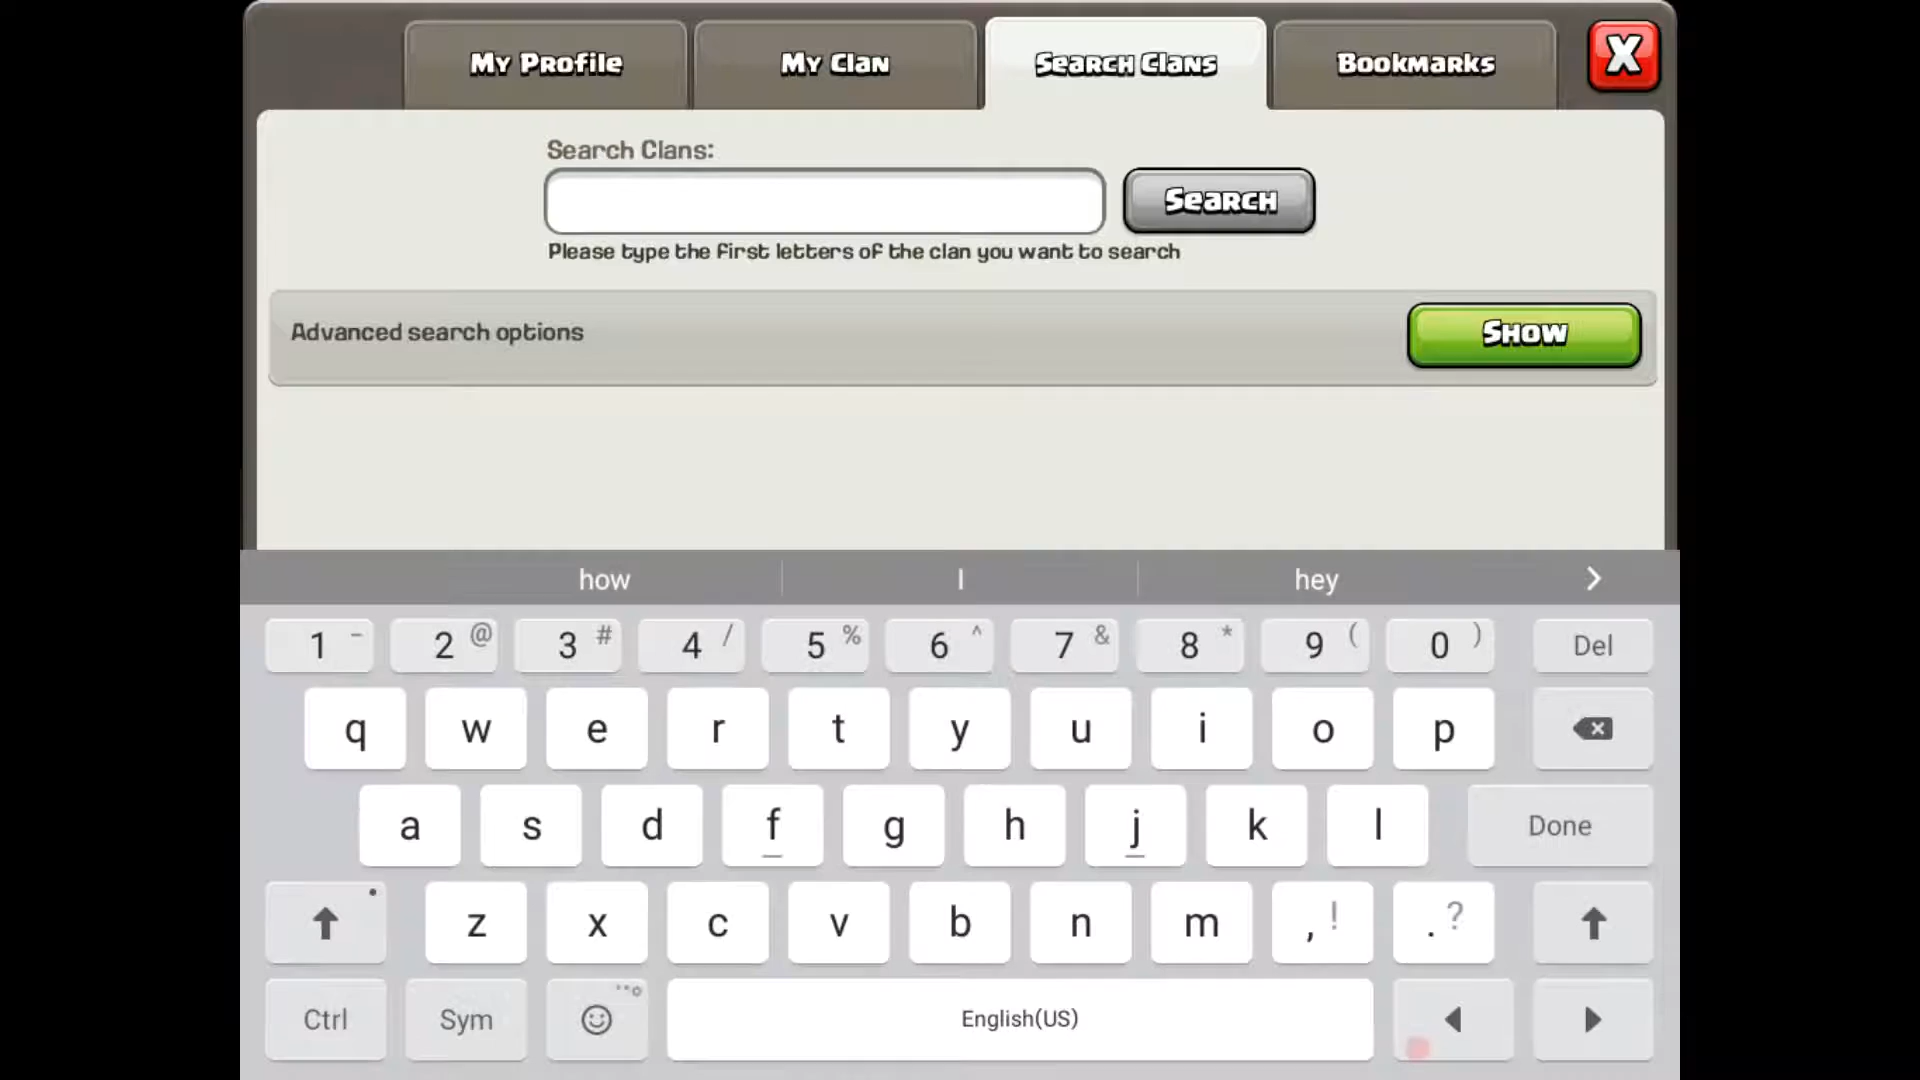 My Profile My Clan Search Clans Bookmarks X
Search Clans:
Search
Please type the first letters of the clan you want to search
Advanced search options Show
how I hey >
1 - 2 @ 3 # 4 / 5 % 6 ^ 7 & 8 * 9 ( 0 ) Del
q w e r t y u i o p
a s d f g h j k l Done
z x c v b n m , ! . ?
Ctrl Sym English(US)